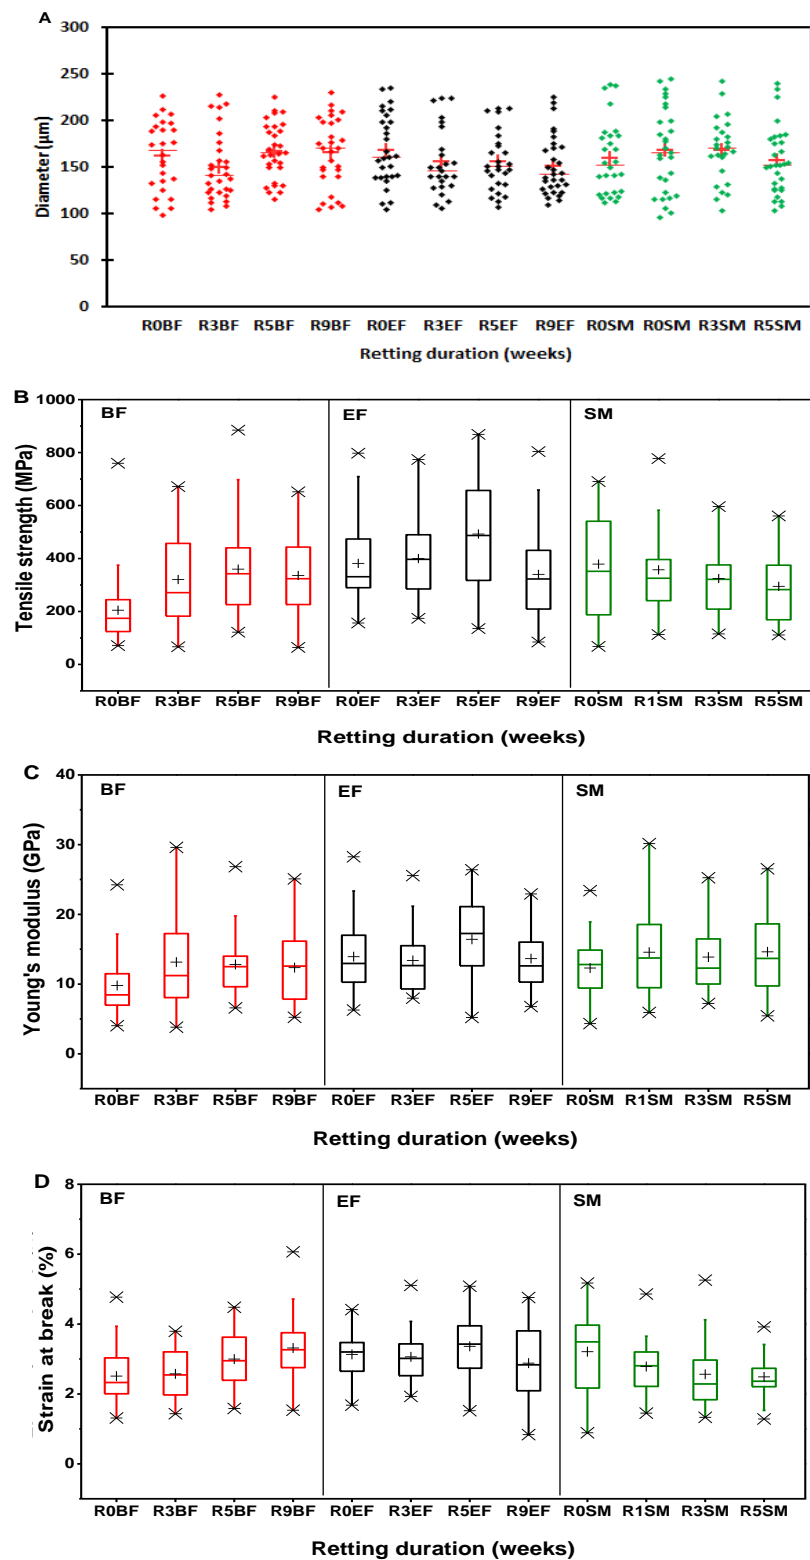 A
300
250
200
150
100
50
0
Diameter (µm)
R0BF R3BF R5BF R9BF R0EF R3EF R5EF R9EF R0SM R0SM R3SM R5SM
Retting duration (weeks)
B
1000
800
600
400
200
0
Tensile strength (MPa)
BF EF SM
R0BF R3BF R5BF R9BF R0EF R3EF R5EF R9EF R0SM R1SM R3SM R5SM
Retting duration (weeks)
C
40
30
20
10
0
Young's modulus (GPa)
BF EF SM
R0BF R3BF R5BF R9BF R0EF R3EF R5EF R9EF R0SM R1SM R3SM R5SM
Retting duration (weeks)
D
8
6
4
2
0
Strain at break (%)
BF EF SM
R0BF R3BF R5BF R9BF R0EF R3EF R5EF R9EF R0SM R1SM R3SM R5SM
Retting duration (weeks)